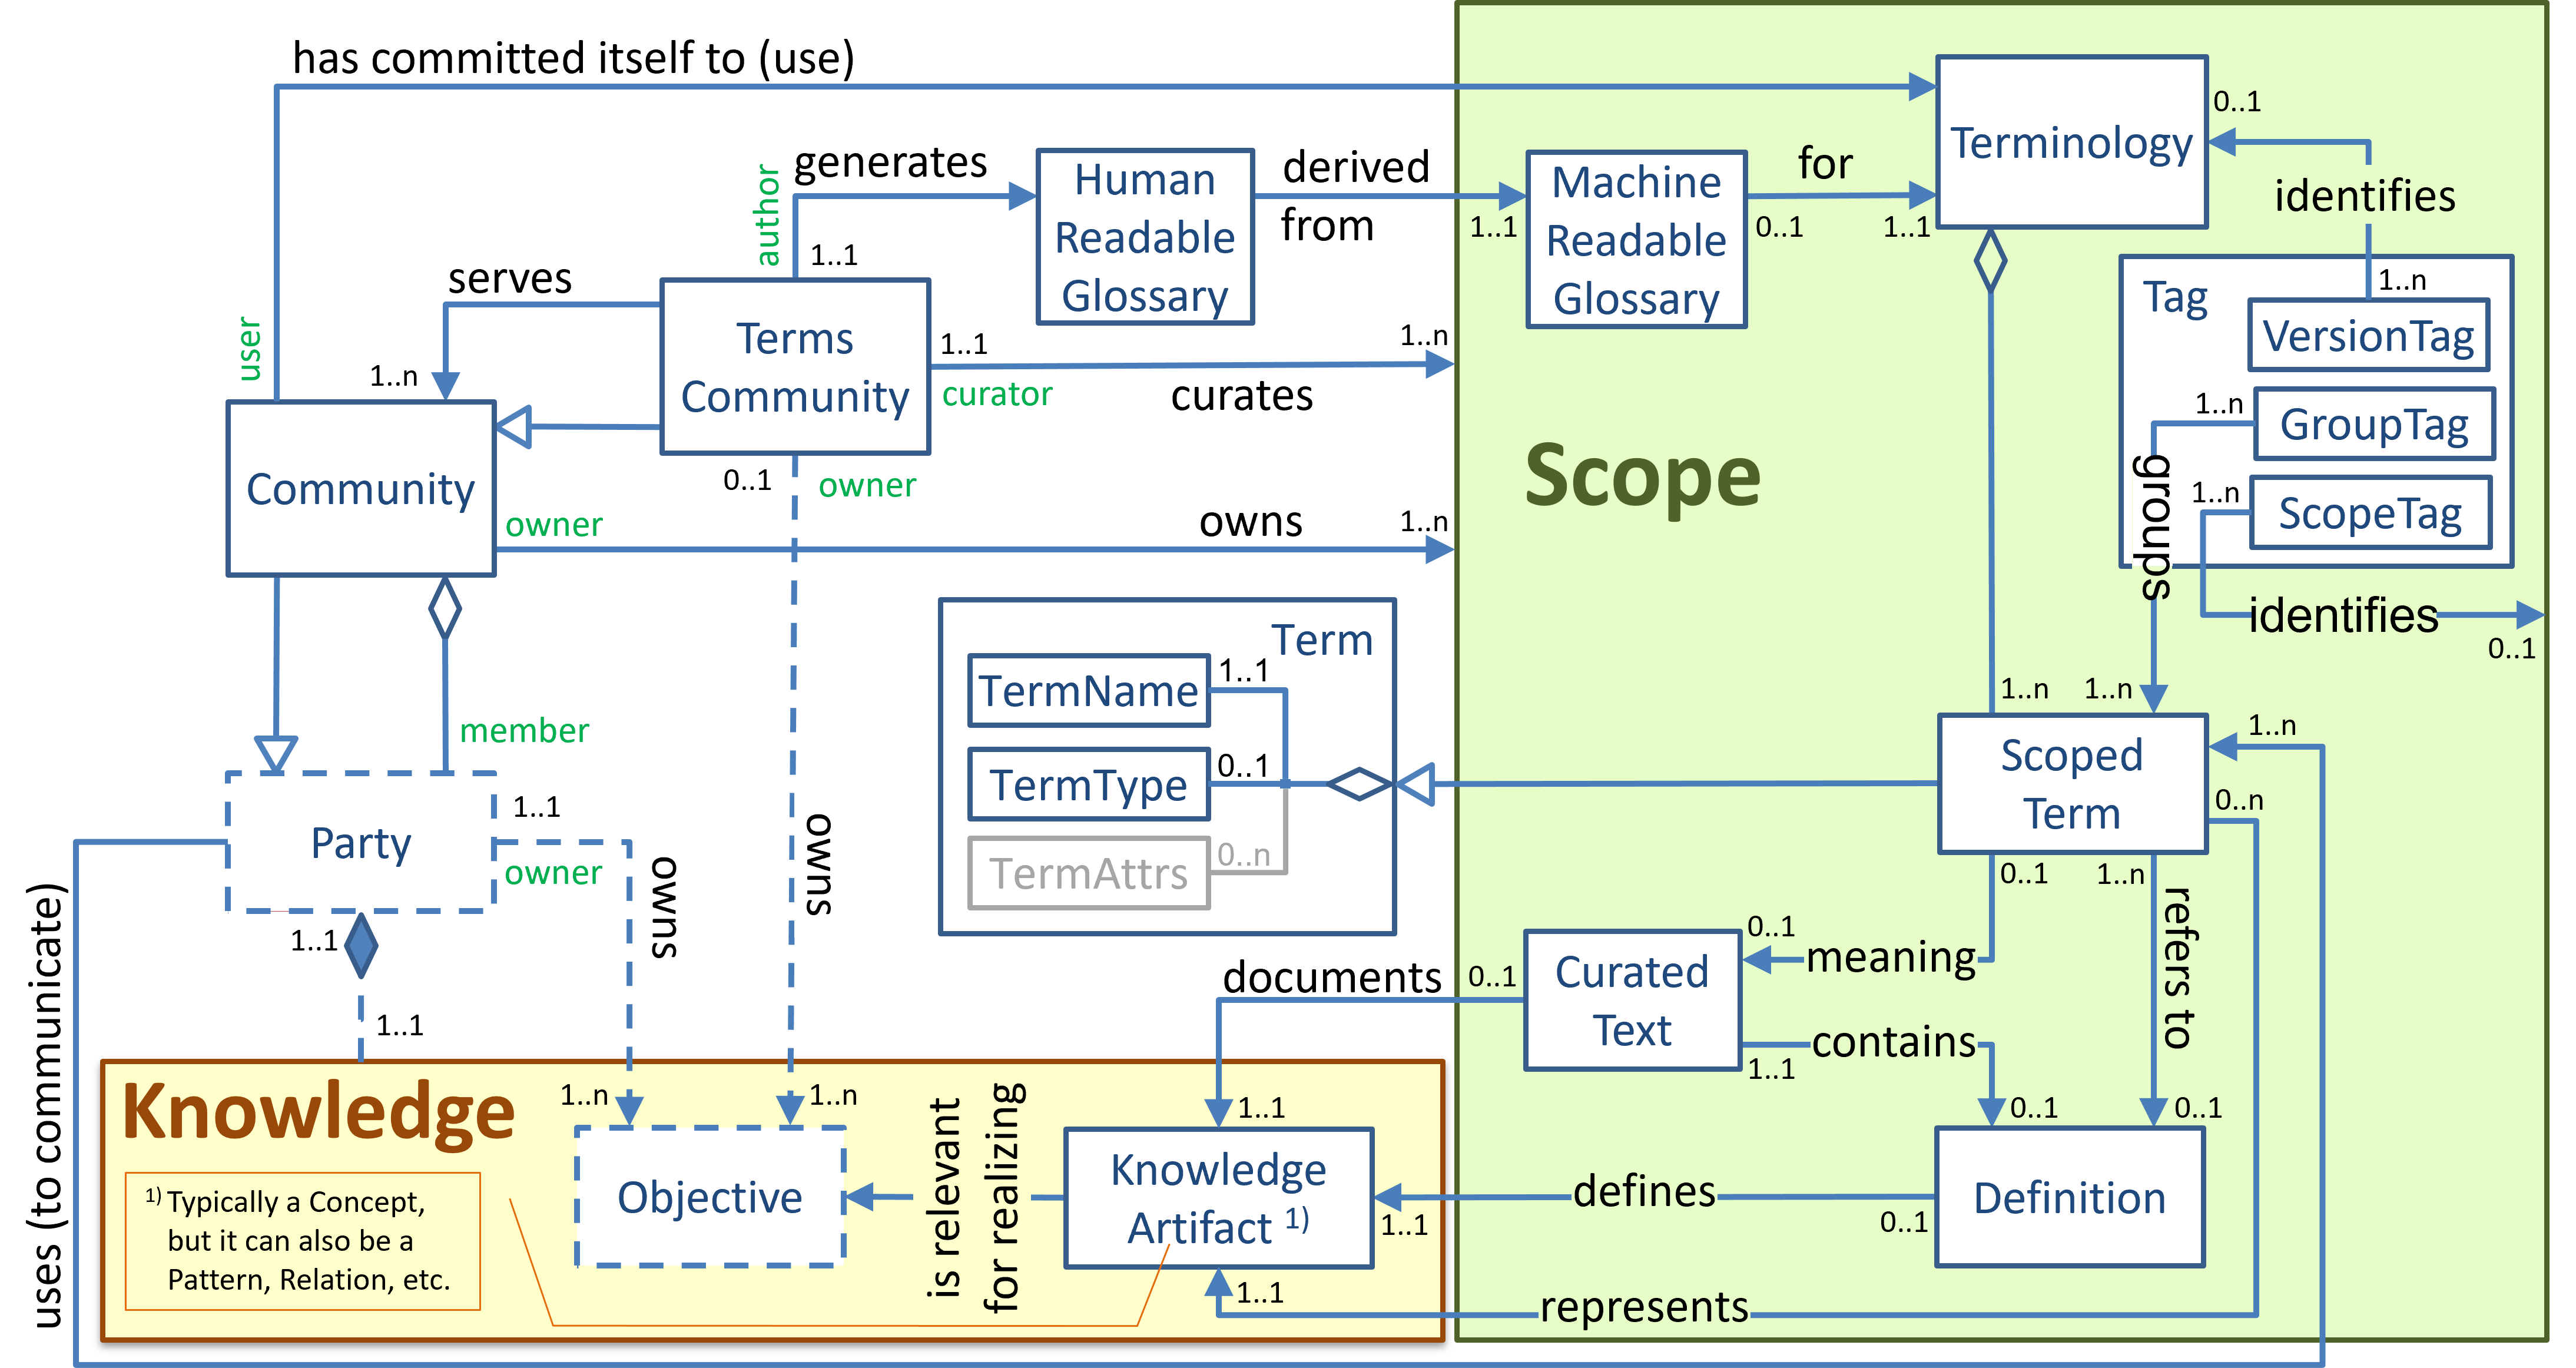 has committed itself to (use)
Terminology
0..1
identifies
author
generates
Human
Readable
Glossary
derived
from
1..1
Machine
Readable
Glossary
for
0..1
1..1
1..1
serves
1..n
user
Terms
Community
1..1
curator
curates
1..n
0..1
owner
Tag
1..n
VersionTag
1..n
GroupTag
1..n
ScopeTag
groups
identifies
0..1
Community
owner
owns
1..n
Scope
member
Term
TermName
1..1
TermType
0..1
TermAttrs
0..n
1..n
1..n
Scoped
Term
1..n
0..n
0..1
1..n
Party
1..1
owner
owns
owns
1..1
1..1
uses (to communicate)
documents
0..1
Curated
Text
0..1
meaning
contains
1..1
refers to
0..1
0..1
Knowledge
1..n
1..n
Objective
is relevant
for realizing
1..1
Knowledge
Artifact 1)
1..1
defines
0..1
Definition
1..1
represents
1) Typically a Concept,
but it can also be a
Pattern, Relation, etc.